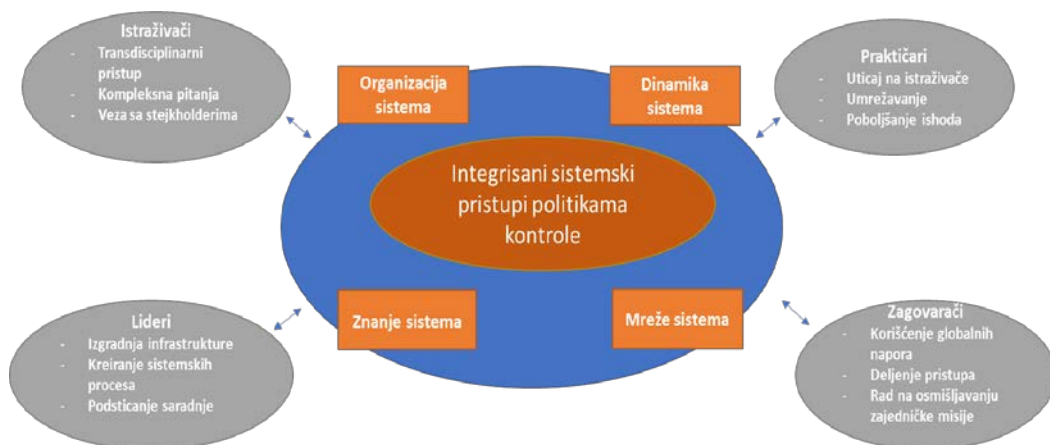 Istraživači
- Transdisciplinarni
pristup
- Kompleksna pitanja
- Veza sa stejkholderima
Organizacija
sistema
Dinamika
sistema
Praktičari
- Uticaj na istraživače
- Umrežavanje
- Poboljšanje ishoda
Integrisani sistemski
pristupi politikama
kontrole
Lideri
- Izgradnja infrastrukture
- Kreiranje sistemskih
procesa
- Podsticanje saradnje
Znanje sistema
Mreže sistema
Zagovarači
- Korišćenje globalnih
napora
- Deljenje pristupa
- Rad na osmišljavanju
zajedničke misije